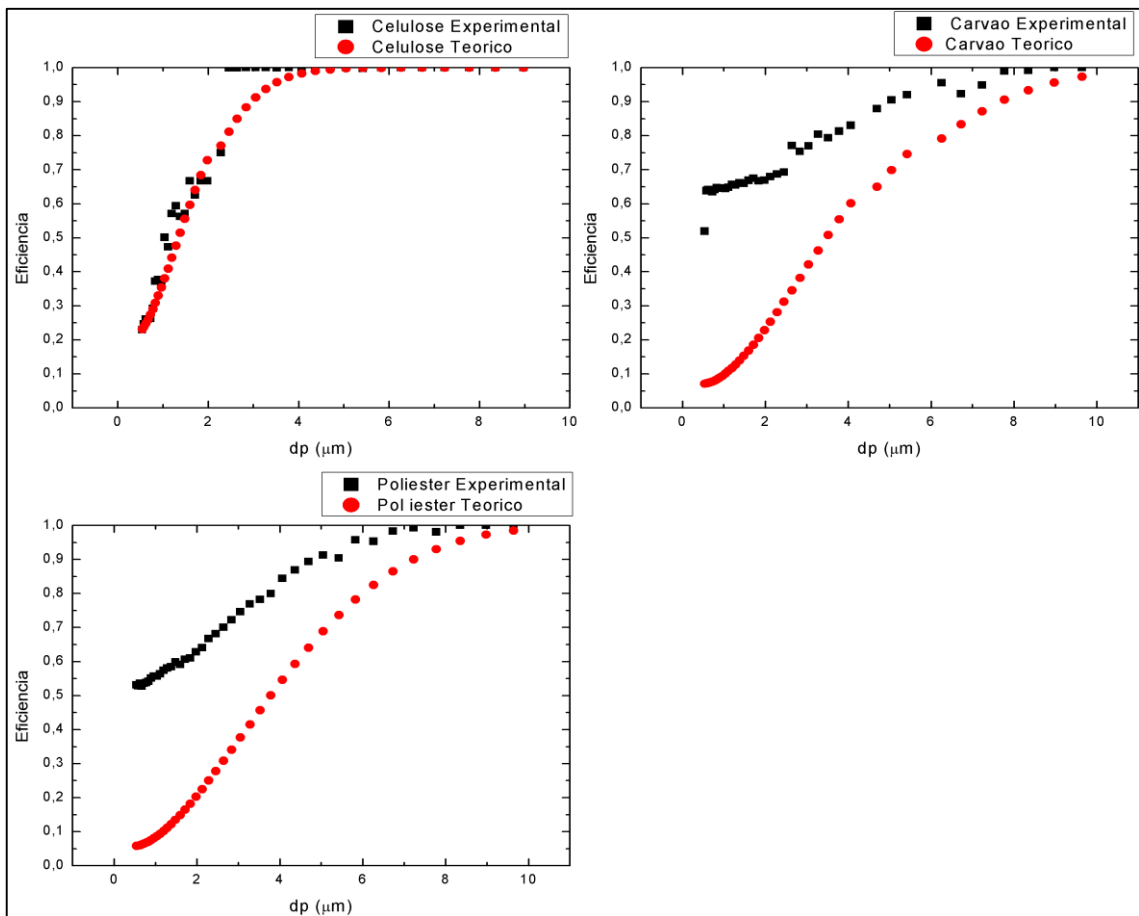 Celulose Experimental
Celulose Teorico
1,0
0,9
0,8
0,7
0,6
0,5
0,4
0,3
0,2
0,1
0,0
Eficiencia
0 2 4 6 8 10
dp (μm)
Carvao Experimental
Carvao Teorico
1,0
0,9
0,8
0,7
0,6
0,5
0,4
0,3
0,2
0,1
0,0
Eficiencia
0 2 4 6 8 10
dp (μm)
Poliester Experimental
Pol iester Teorico
1,0
0,9
0,8
0,7
0,6
0,5
0,4
0,3
0,2
0,1
0,0
Eficiencia
0 2 4 6 8 10
dp (μm)